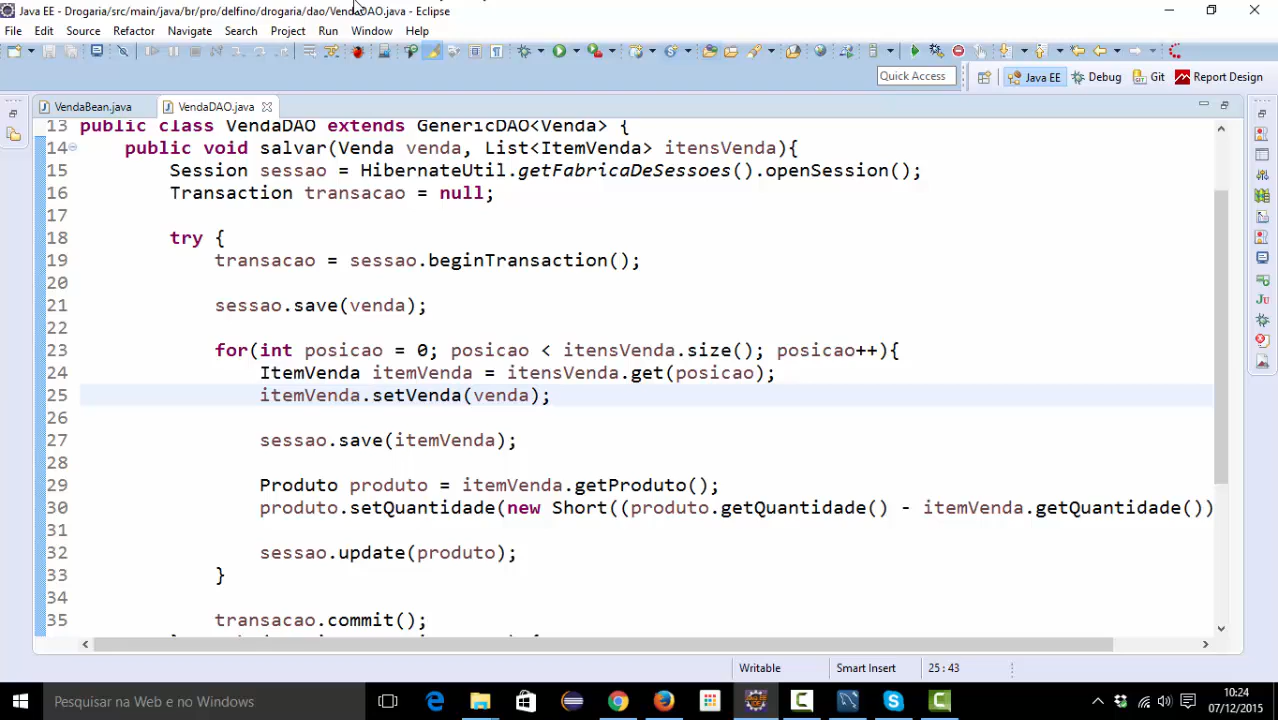 Java EE - Drogaria/src/main/java/br/pro/delfino/drogaria/dao/VendaDAO.java - Eclipse
File Edit Source Refactor Navigate Search Project Run Window Help
Quick Access Java EE Debug Git Report Design
VendaBean.java VendaDAO.java
13 public class VendaDAO extends GenericDAO<Venda> {
14 public void salvar(Venda venda, List<ItemVenda> itensVenda){
15 Session sessao = HibernateUtil.getFabricaDeSessoes().openSession();
16 Transaction transacao = null;
17
18 try {
19 transacao = sessao.beginTransaction();
20
21 sessao.save(venda);
22
23 for(int posicao = 0; posicao < itensVenda.size(); posicao++){
24 ItemVenda itemVenda = itensVenda.get(posicao);
25 itemVenda.setVenda(venda);
26
27 sessao.save(itemVenda);
28
29 Produto produto = itemVenda.getProduto();
30 produto.setQuantidade(new Short((produto.getQuantidade() - itemVenda.getQuantidade())
31
32 sessao.update(produto);
33 }
34
35 transacao.commit();
Writable Smart Insert 25 : 43
Pesquisar na Web e no Windows
10:24
07/12/2015